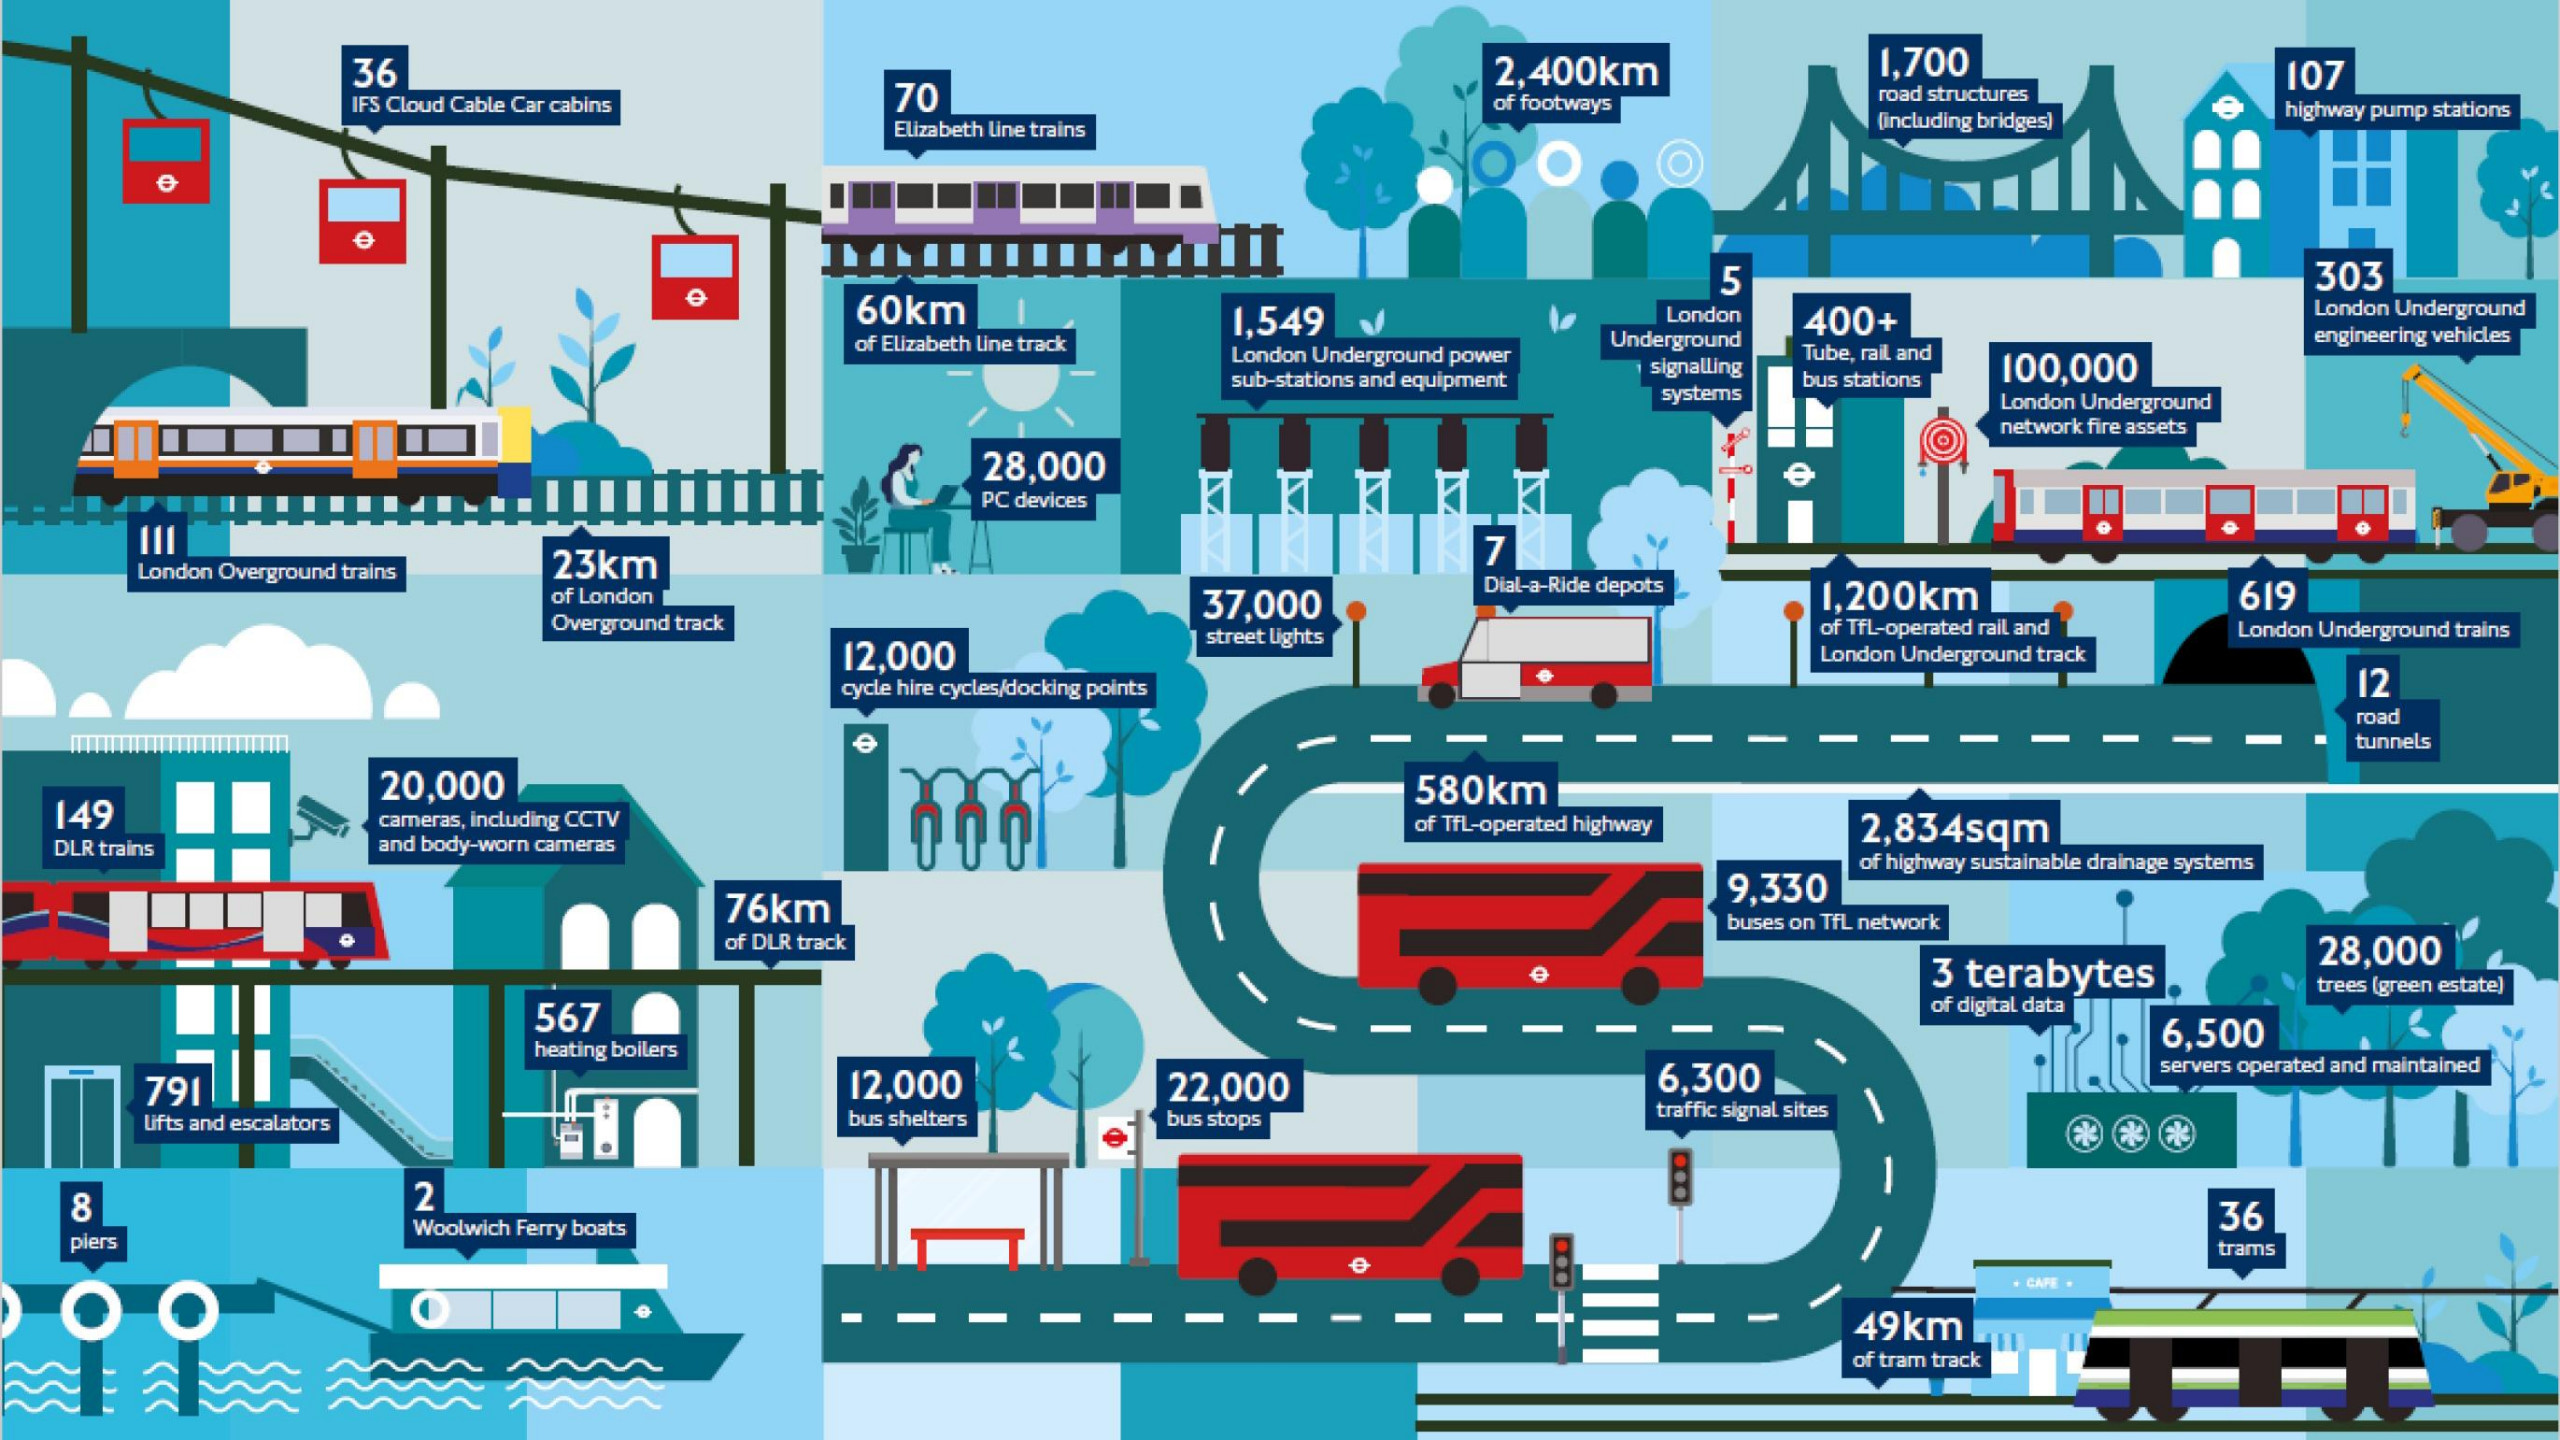 36
IFS Cloud Cable Car cabins
70
Elizabeth line trains
2,400km
of footways
1,700
road structures
(including bridges)
107
highway pump stations
60km
of Elizabeth line track
1,549
London Underground power
sub-stations and equipment
5
London
Underground
signalling
systems
400+
Tube, rail and
bus stations
100,000
London Underground
network fire assets
303
London Underground
engineering vehicles
28,000
PC devices
111
London Overground trains
23km
of London
Overground track
12,000
cycle hire cycles/docking points
37,000
street lights
7
Dial-a-Ride depots
1,200km
of TfL-operated rail and
London Underground track
619
London Underground trains
12
road
tunnels
149
DLR trains
20,000
cameras, including CCTV
and body-worn cameras
580km
of TfL-operated highway
2,834sqm
of highway sustainable drainage systems
76km
of DLR track
9,330
buses on TfL network
3 terabytes
of digital data
28,000
trees (green estate)
6,500
servers operated and maintained
567
heating boilers
791
lifts and escalators
12,000
bus shelters
22,000
bus stops
6,300
traffic signal sites
8
piers
2
Woolwich Ferry boats
36
trams
CAFE
49km
of tram track